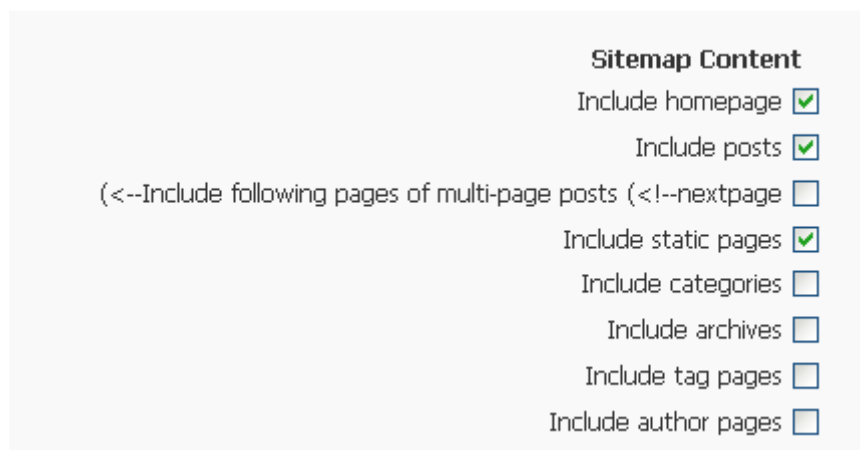 Sitemap Content
Include homepage
Include posts
(<--Include following pages of multi-page posts (<!--nextpage
Include static pages
Include categories
Include archives
Include tag pages
Include author pages